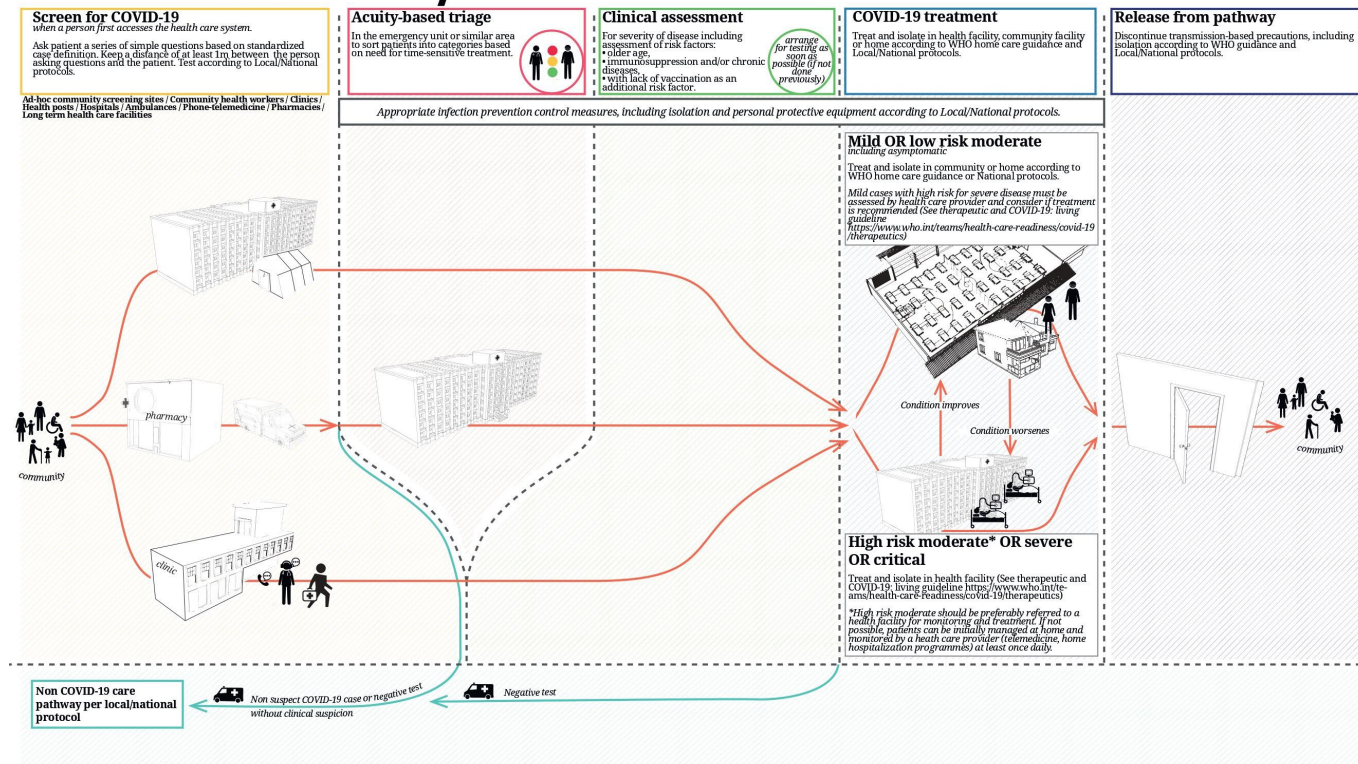 Screen for COVID-19
when a person first accesses the health care system.
Ask patient a series of simple questions based on standardized
case definition. Keep a distance of at least 1m between the person
asking questions and the patient. Test according to Local/National
protocols.
Ad-hoc community screening sites / Community health workers / Clinics /
Health posts / Hospitals / Ambulances / Phone-telemedicine / Pharmacies /
Long term health care facilities
Acuity-based triage
In the emergency unit or similar area
to sort patients into categories based
on need for time-sensitive treatment.
Clinical assessment
For severity of disease including
assessment of risk factors:
• older age,
• immunosuppression and/or chronic
diseases,
• with lack of vaccination as an
additional risk factor.
arrange
for testing as
soon as
possible (if not
done
previously)
COVID-19 treatment
Treat and isolate in health facility, community facility
or home according to WHO home care guidance and
Local/National protocols.
Release from pathway
Discontinue transmission-based precautions, including
isolation according to WHO guidance and
Local/National protocols.
Appropriate infection prevention control measures, including isolation and personal protective equipment according to Local/National protocols.
Mild OR low risk moderate
including asymptomatic
Treat and isolate in community or home according to
WHO home care guidance or National protocols.
Mild cases with high risk for severe disease must be
assessed by health care provider and consider if treatment
is recommended (See therapeutic and COVID-19: living
guideline
https://www.who.int/teams/health-care-readiness/covid-19
/therapeutics)
pharmacy
community
clinic
Condition improves
Condition worsenes
community
High risk moderate* OR severe
OR critical
Treat and isolate in health facility (See therapeutic and
COVID-19: living guideline https://www.who.int/te-
ams/health-care-readiness/covid-19/therapeutics)
*High risk moderate should be preferably referred to a
health facility for monitoring and treatment. If not
possible, patients can be initially managed at home and
monitored by a heath care provider (telemedicine, home
hospitalization programmes) at least once daily.
Non COVID-19 care
pathway per local/national
protocol
Non suspect COVID-19 case or negative test
without clinical suspicion
Negative test